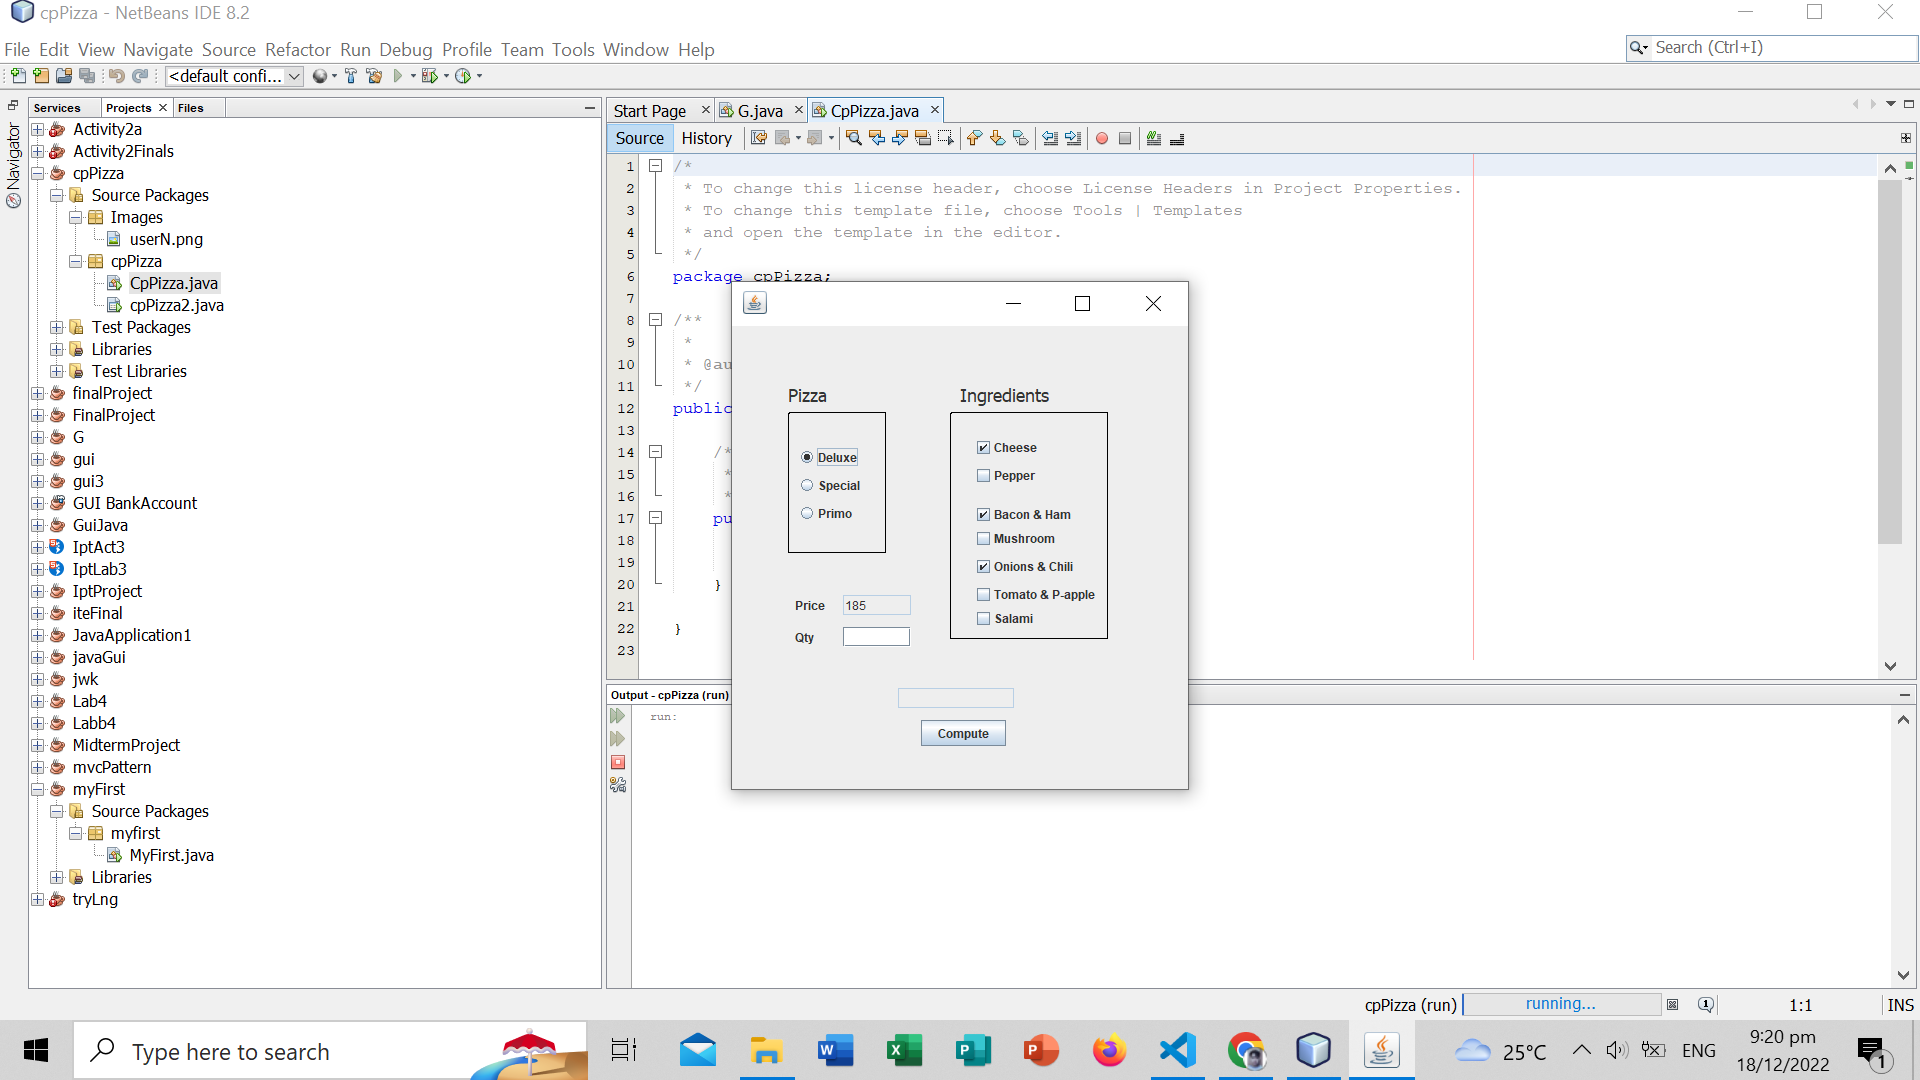 cpPizza - NetBeans IDE 8.2
File Edit View Navigate Source Refactor Run Debug Profile Team Tools Window Help
Search (Ctrl+I)
<default confi...
Services Projects Files
Navigator
Activity2a
Activity2Finals
cpPizza
Source Packages
Images
userN.png
cpPizza
CpPizza.java
cpPizza2.java
Test Packages
Libraries
Test Libraries
finalProject
FinalProject
G
gui
gui3
GUI BankAccount
GuiJava
IptAct3
IptLab3
IptProject
iteFinal
JavaApplication1
javaGui
jwk
Lab4
Labb4
MidtermProject
mvcPattern
myFirst
Source Packages
myfirst
MyFirst.java
Libraries
tryLng
Start Page G.java CpPizza.java
Source History
1 /*
2 * To change this license header, choose License Headers in Project Properties.
3 * To change this template file, choose Tools | Templates
4 * and open the template in the editor.
5 */
6 package cpPizza;
7
8 /**
9 *
10 * @au
11 */
12 public
13
14 /*
15 *
16 *
17 pu
18
19
20 }
21
22 }
23
Pizza
Deluxe
Special
Primo
Ingredients
Cheese
Pepper
Bacon & Ham
Mushroom
Onions & Chili
Tomato & P-apple
Salami
Price 185
Qty
Compute
Output - cpPizza (run)
run:
cpPizza (run) running... 1:1 INS
Type here to search
25°C ENG 9:20 pm
18/12/2022
1